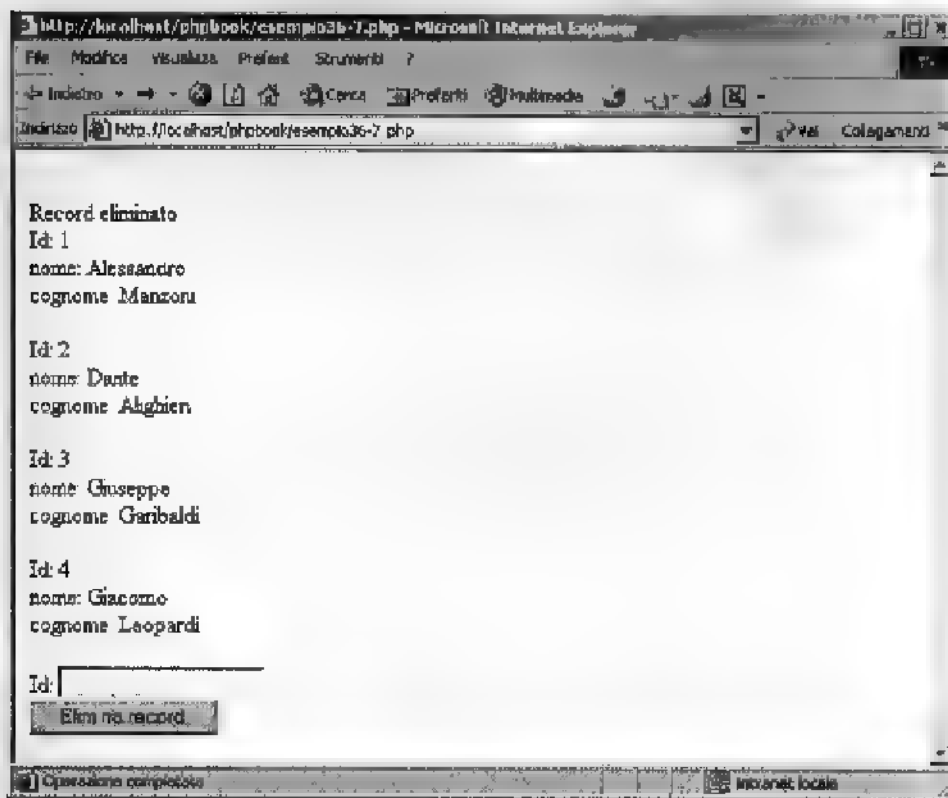 http://localhost/phpbook/esempio36-7.php - Microsoft Internet Explorer
File Modifica Visualizza Preferiti Strumenti ?
Indietro Cerca Preferiti Multimedia
Indirizzo http://localhost/phpbook/esempio36-7.php Vai Collegamenti »
Record eliminato
Id: 1
nome: Alessandro
cognome: Manzoni
Id: 2
nome: Dante
cognome: Alighieri
Id: 3
nome: Giuseppe
cognome: Garibaldi
Id: 4
nome: Giacomo
cognome: Leopardi
Id:
Elimina record
Operazione completata Intranet locale